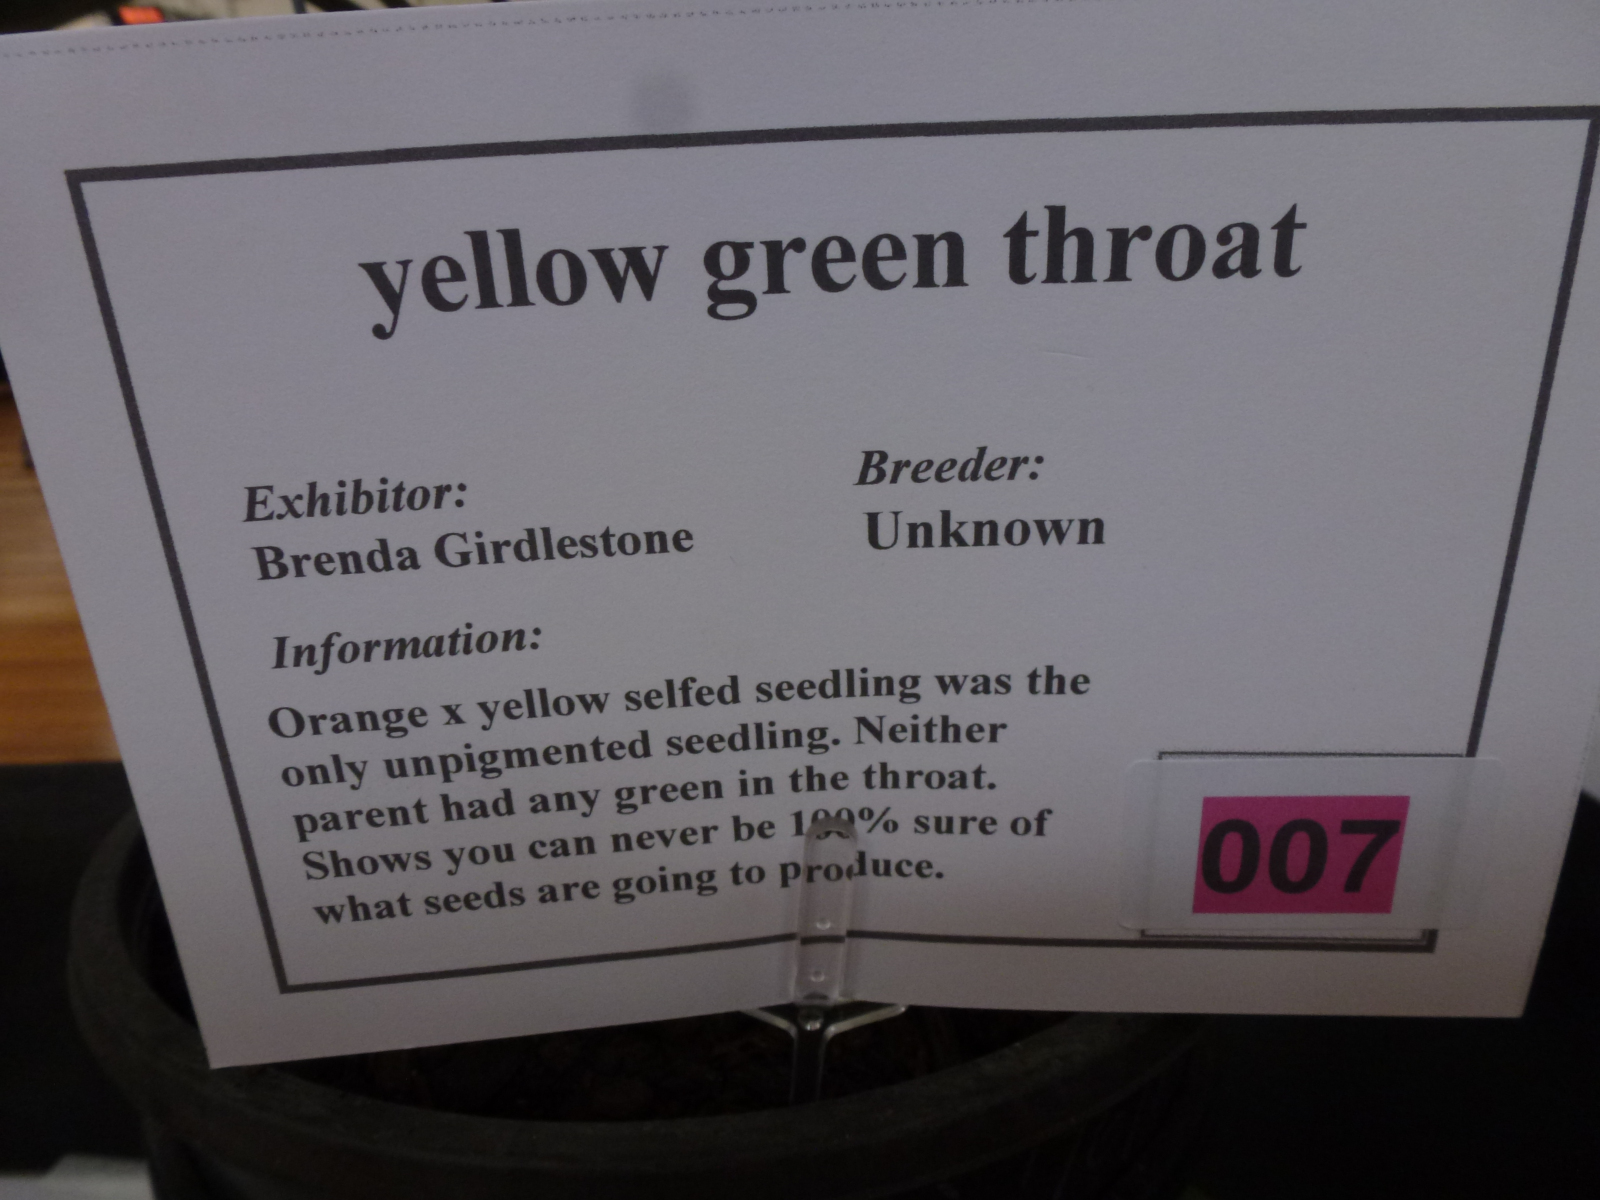 yellow green throat
Exhibitor:
Brenda Girdlestone
Breeder:
Unknown
Information:
Orange x yellow selfed seedling was the
only unpigmented seedling. Neither
parent had any green in the throat.
Shows you can never be 100% sure of
what seeds are going to produce.
007